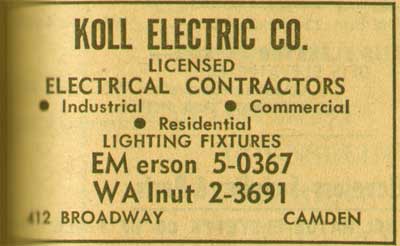 KOLL ELECTRIC CO.
LICENSED
ELECTRICAL CONTRACTORS
• Industrial • Commercial
• Residential
LIGHTING FIXTURES
EM erson 5-0367
WA lnut 2-3691
412 BROADWAY CAMDEN